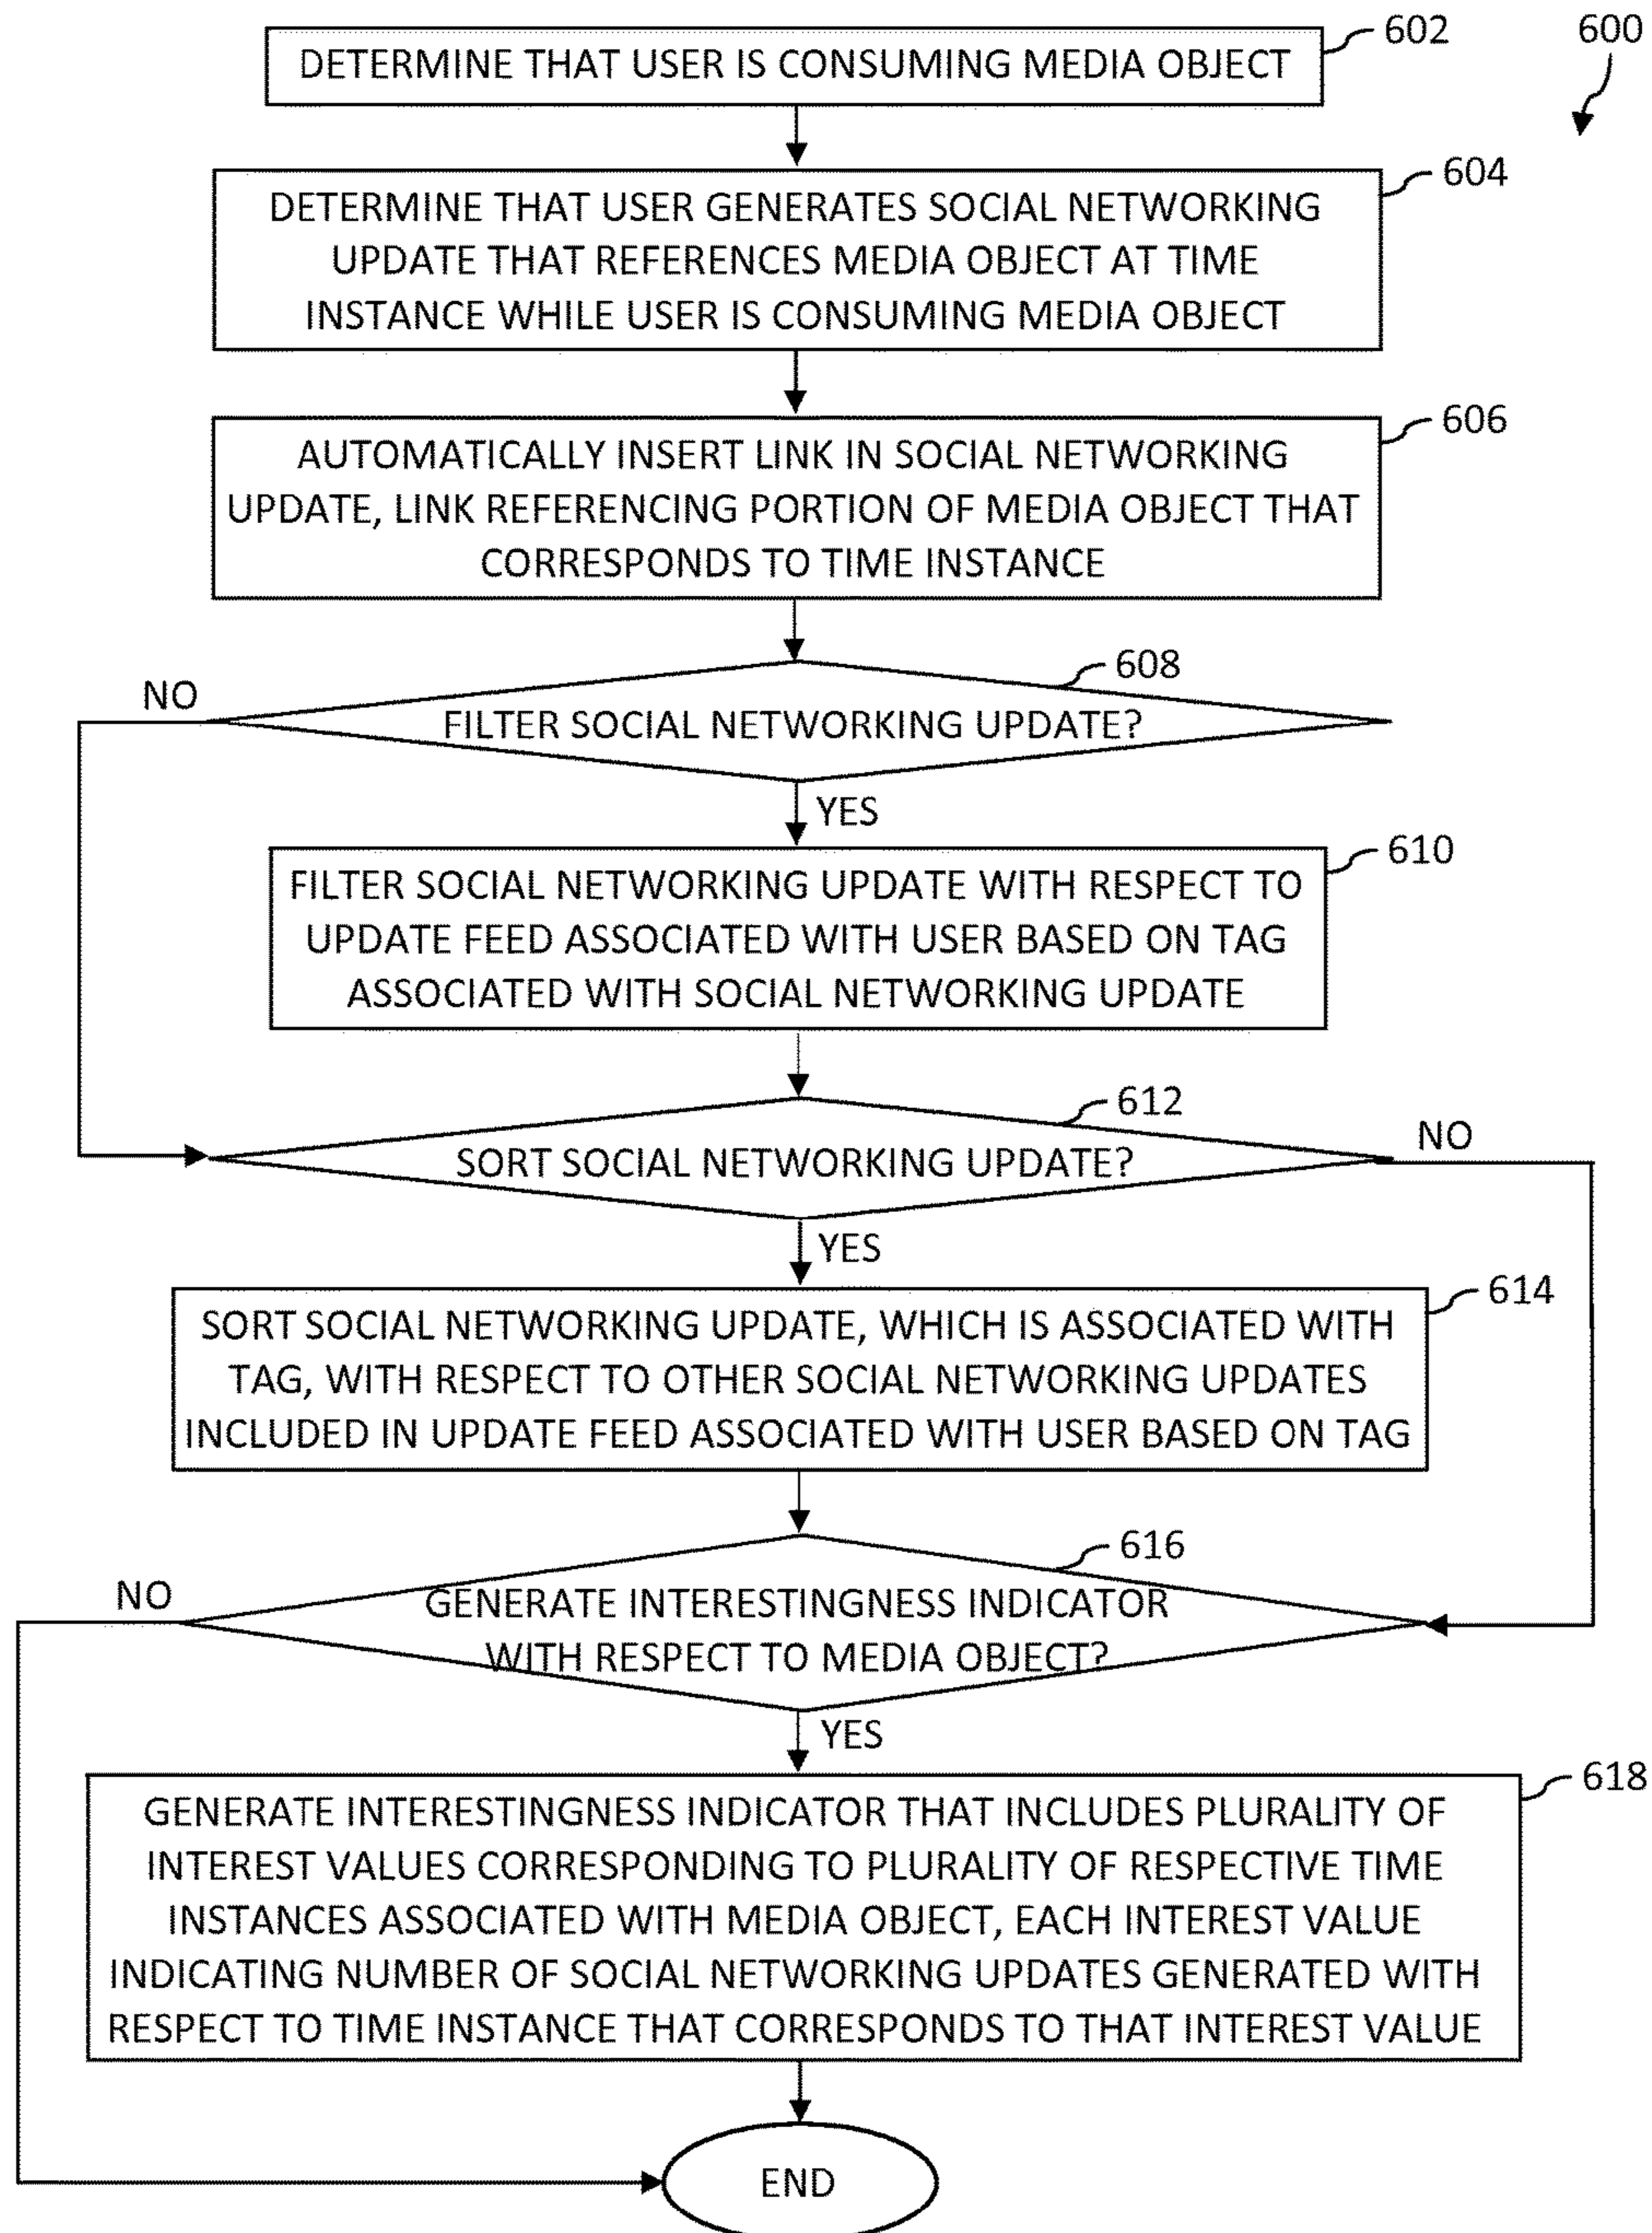 602
600
DETERMINE THAT USER IS CONSUMING MEDIA OBJECT
604
DETERMINE THAT USER GENERATES SOCIAL NETWORKING
UPDATE THAT REFERENCES MEDIA OBJECT AT TIME
INSTANCE WHILE USER IS CONSUMING MEDIA OBJECT
606
AUTOMATICALLY INSERT LINK IN SOCIAL NETWORKING
UPDATE, LINK REFERENCING PORTION OF MEDIA OBJECT THAT
CORRESPONDS TO TIME INSTANCE
608
NO
FILTER SOCIAL NETWORKING UPDATE?
YES
610
FILTER SOCIAL NETWORKING UPDATE WITH RESPECT TO
UPDATE FEED ASSOCIATED WITH USER BASED ON TAG
ASSOCIATED WITH SOCIAL NETWORKING UPDATE
612
NO
SORT SOCIAL NETWORKING UPDATE?
YES
614
SORT SOCIAL NETWORKING UPDATE, WHICH IS ASSOCIATED WITH
TAG, WITH RESPECT TO OTHER SOCIAL NETWORKING UPDATES
INCLUDED IN UPDATE FEED ASSOCIATED WITH USER BASED ON TAG
616
NO
GENERATE INTERESTINGNESS INDICATOR
WITH RESPECT TO MEDIA OBJECT?
YES
618
GENERATE INTERESTINGNESS INDICATOR THAT INCLUDES PLURALITY OF
INTEREST VALUES CORRESPONDING TO PLURALITY OF RESPECTIVE TIME
INSTANCES ASSOCIATED WITH MEDIA OBJECT, EACH INTEREST VALUE
INDICATING NUMBER OF SOCIAL NETWORKING UPDATES GENERATED WITH
RESPECT TO TIME INSTANCE THAT CORRESPONDS TO THAT INTEREST VALUE
END